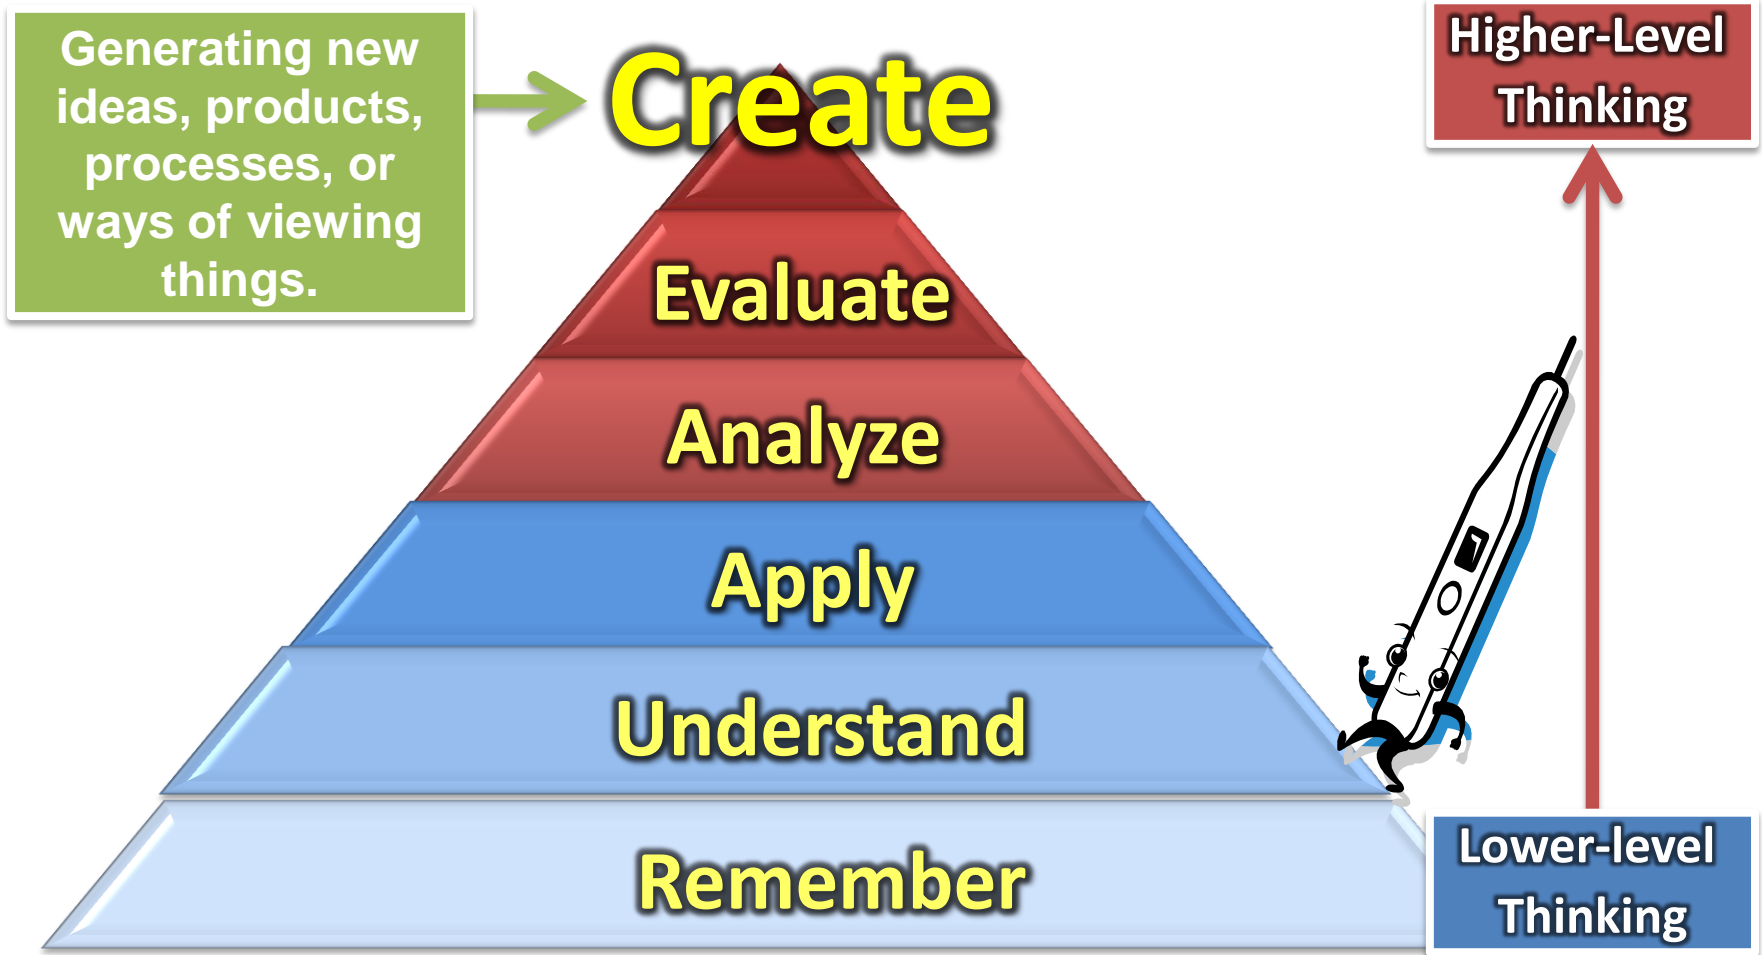 Generating new
ideas, products,
processes, or
ways of viewing
things.
Create
Higher-Level
Thinking
Evaluate
Analyze
Apply
Understand
Remember
Lower-level
Thinking